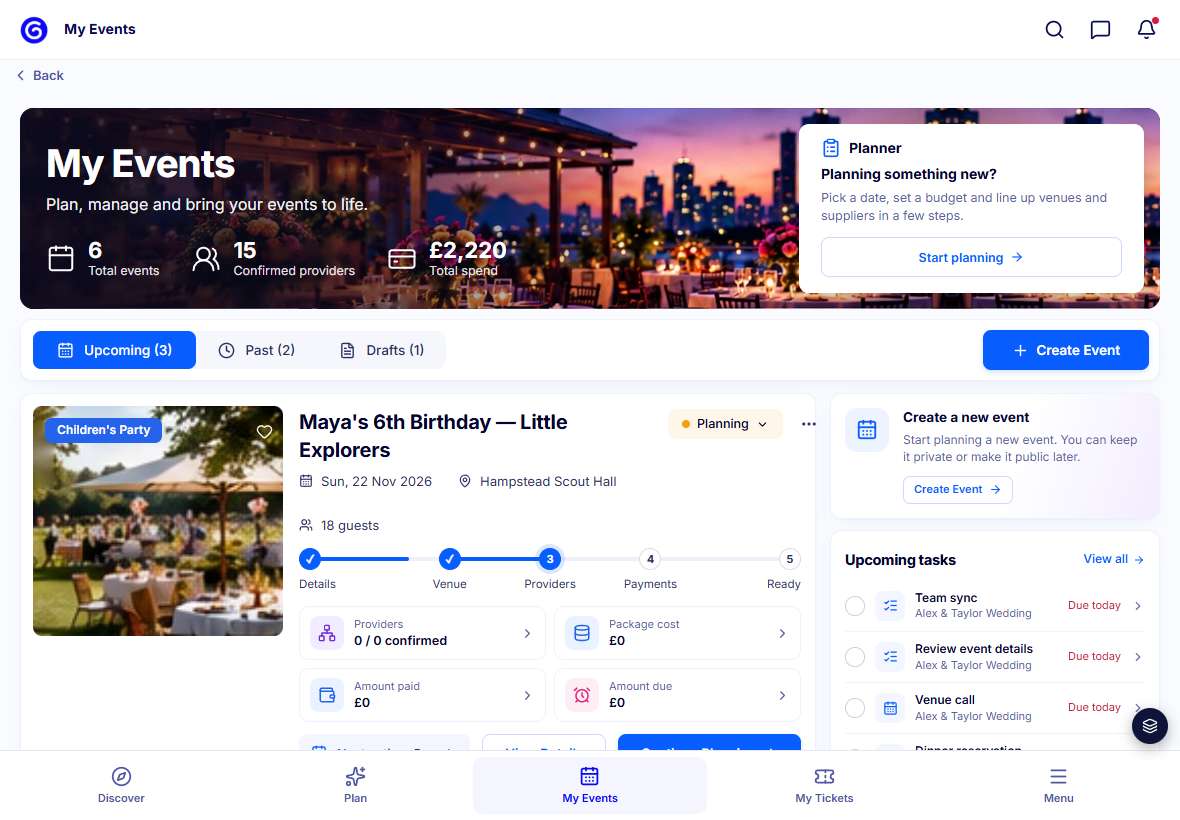 My Events
Back
My Events
Plan, manage and bring your events to life.
6
Total events
15
Confirmed providers
£2,220
Total spend
Planner
Planning something new?
Pick a date, set a budget and line up venues and
suppliers in a few steps.
Start planning
Upcoming (3)
Past (2)
Drafts (1)
Create Event
Children's Party
Maya's 6th Birthday — Little
Explorers
Planning
Sun, 22 Nov 2026
Hampstead Scout Hall
18 guests
3
4
5
Details
Venue
Providers
Payments
Ready
Providers
0 / 0 confirmed
Package cost
£0
Amount paid
£0
Amount due
£0
Create a new event
Start planning a new event. You can keep
it private or make it public later.
Create Event
Upcoming tasks
View all
Team sync
Alex & Taylor Wedding
Due today
Review event details
Alex & Taylor Wedding
Due today
Venue call
Alex & Taylor Wedding
Due today
Dinner reservation
Discover
Plan
My Events
My Tickets
Menu